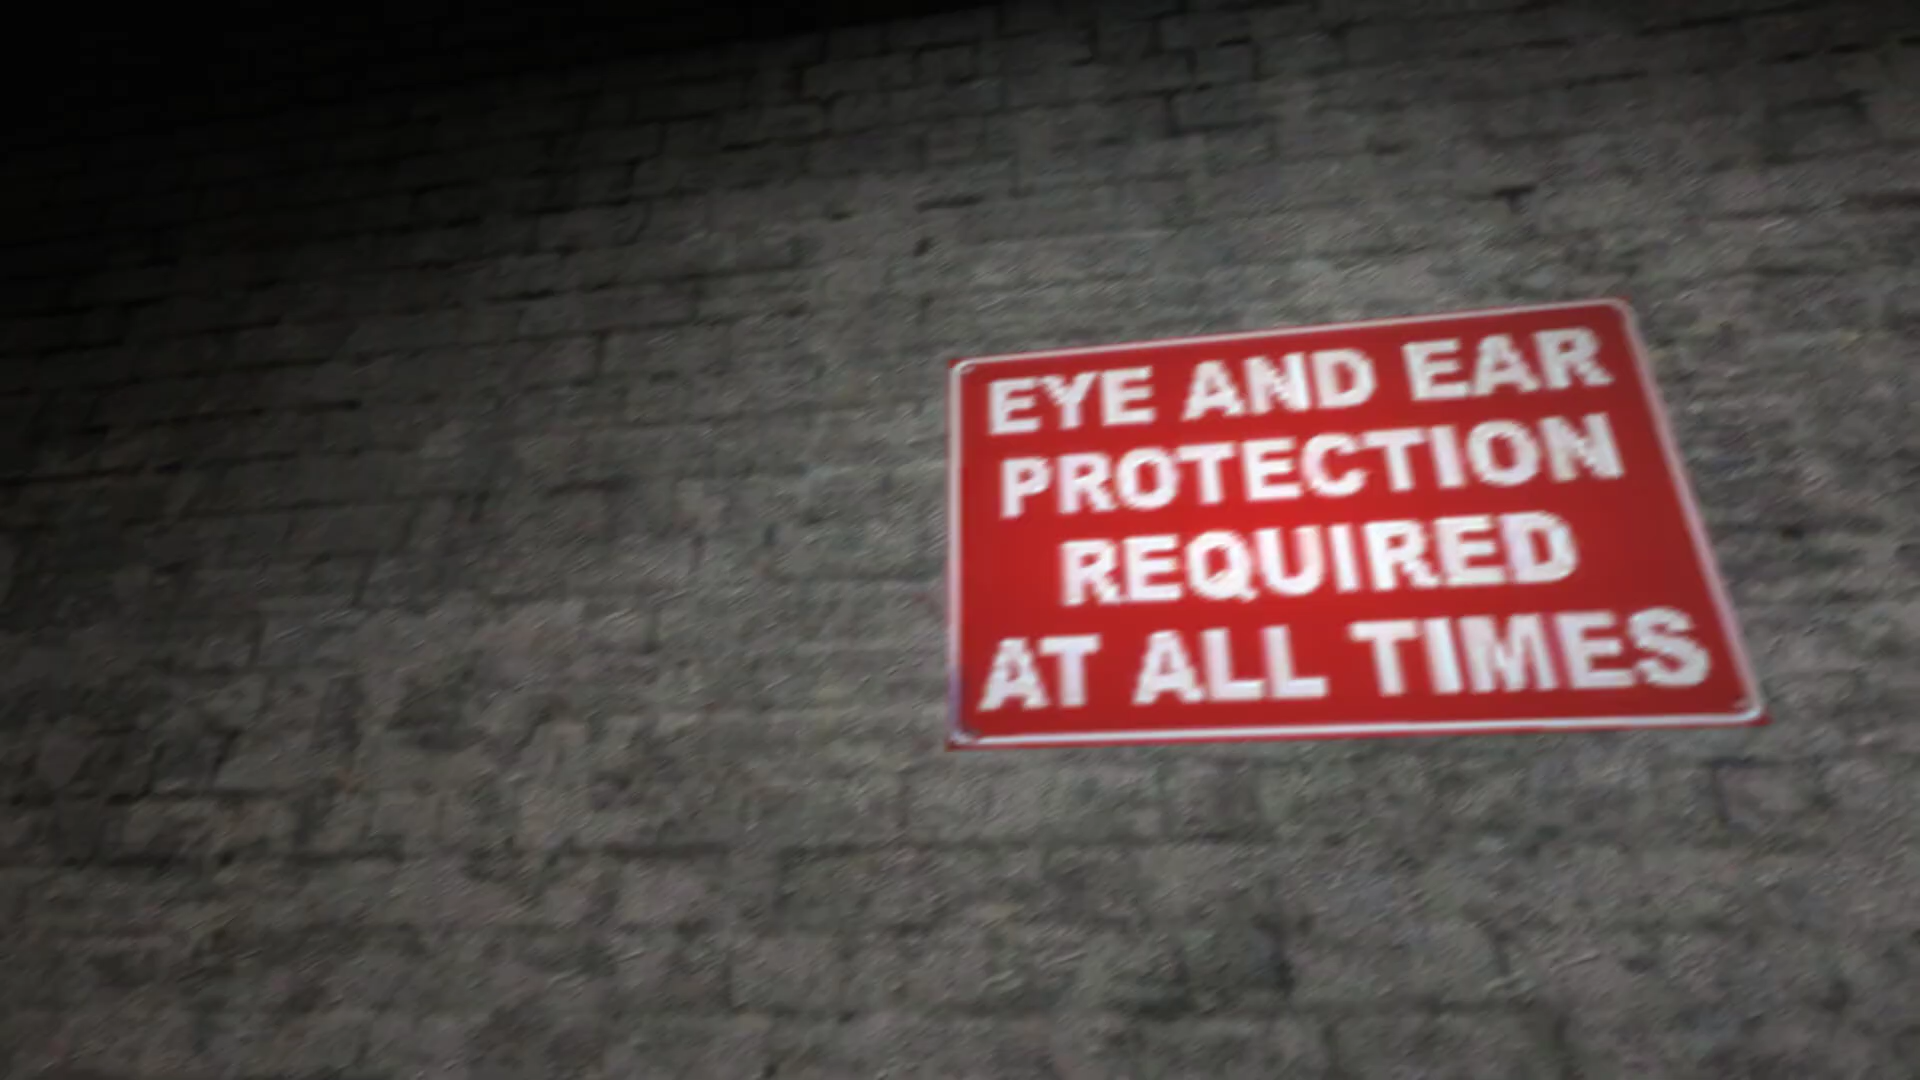 EYE AND EAR
PROTECTION
REQUIRED
AT ALL TIMES